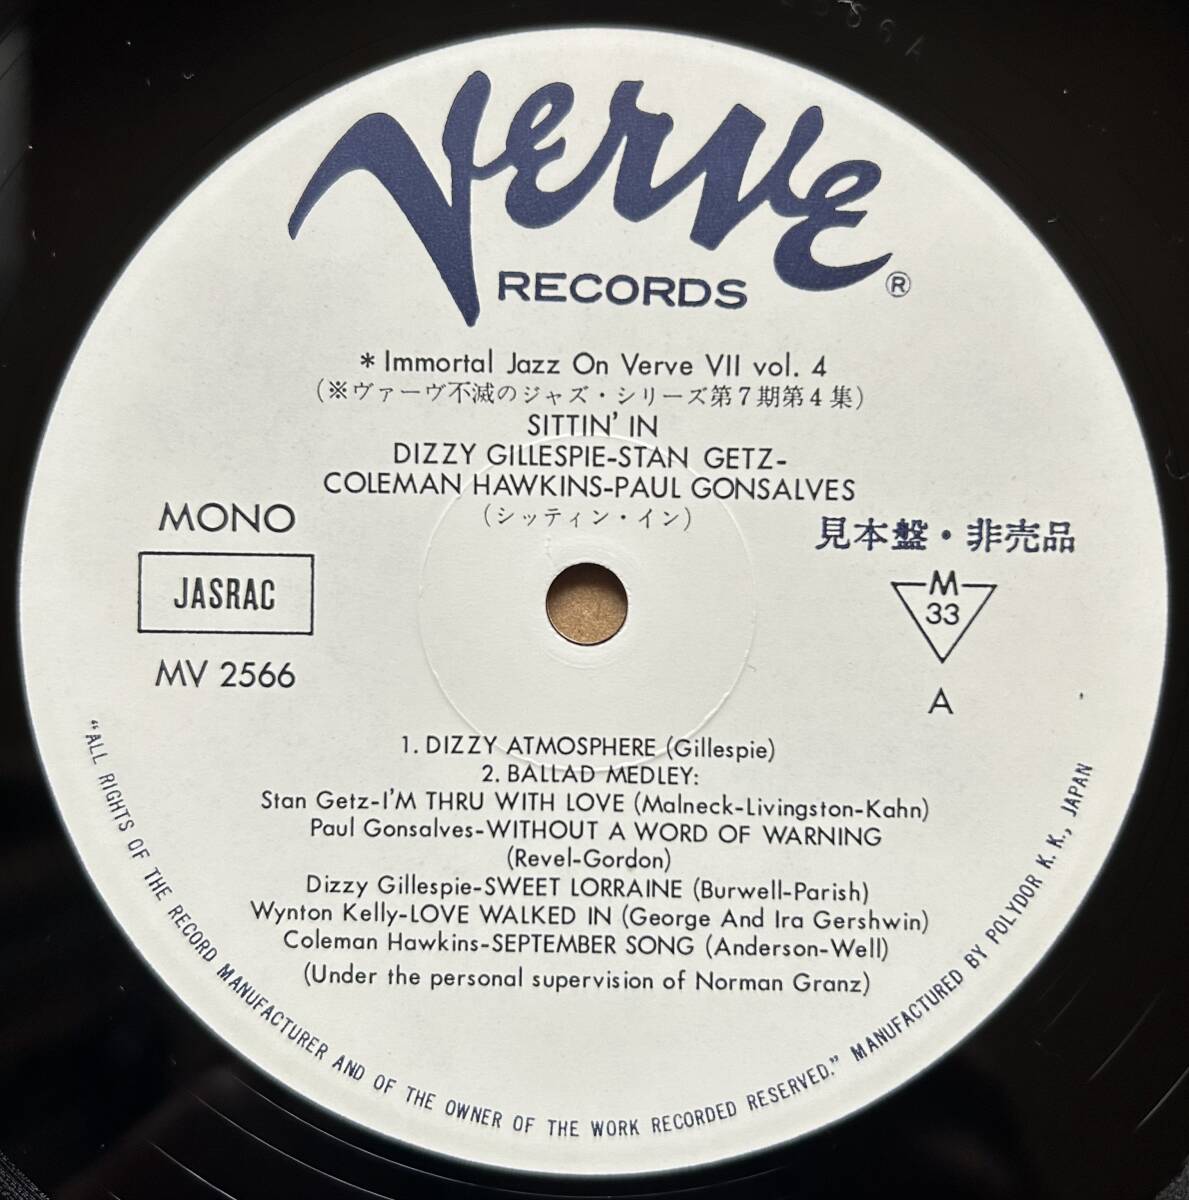 Verve
RECORDS
®
* Immortal Jazz On Verve VII vol. 4
(※ヴァーヴ不滅のジャズ・シリーズ第7期第4集)
SITTIN' IN
DIZZY GILLESPIE-STAN GETZ-
COLEMAN HAWKINS-PAUL GONSALVES
(シッティン・イン)
MONO
JASRAC
MV 2566
見本盤・非売品
M
33
A
1. DIZZY ATMOSPHERE (Gillespie)
2. BALLAD MEDLEY:
Stan Getz-I'M THRU WITH LOVE (Malneck-Livingston-Kahn)
Paul Gonsalves-WITHOUT A WORD OF WARNING
(Revel-Gordon)
Dizzy Gillespie-SWEET LORRAINE (Burwell-Parish)
Wynton Kelly-LOVE WALKED IN (George And Ira Gershwin)
Coleman Hawkins-SEPTEMBER SONG (Anderson-Well)
(Under the personal supervision of Norman Granz)
"ALL RIGHTS OF THE RECORD MANUFACTURER AND OF THE OWNER OF THE WORK RECORDED RESERVED." MANUFACTURED BY POLYDOR K. K., JAPAN